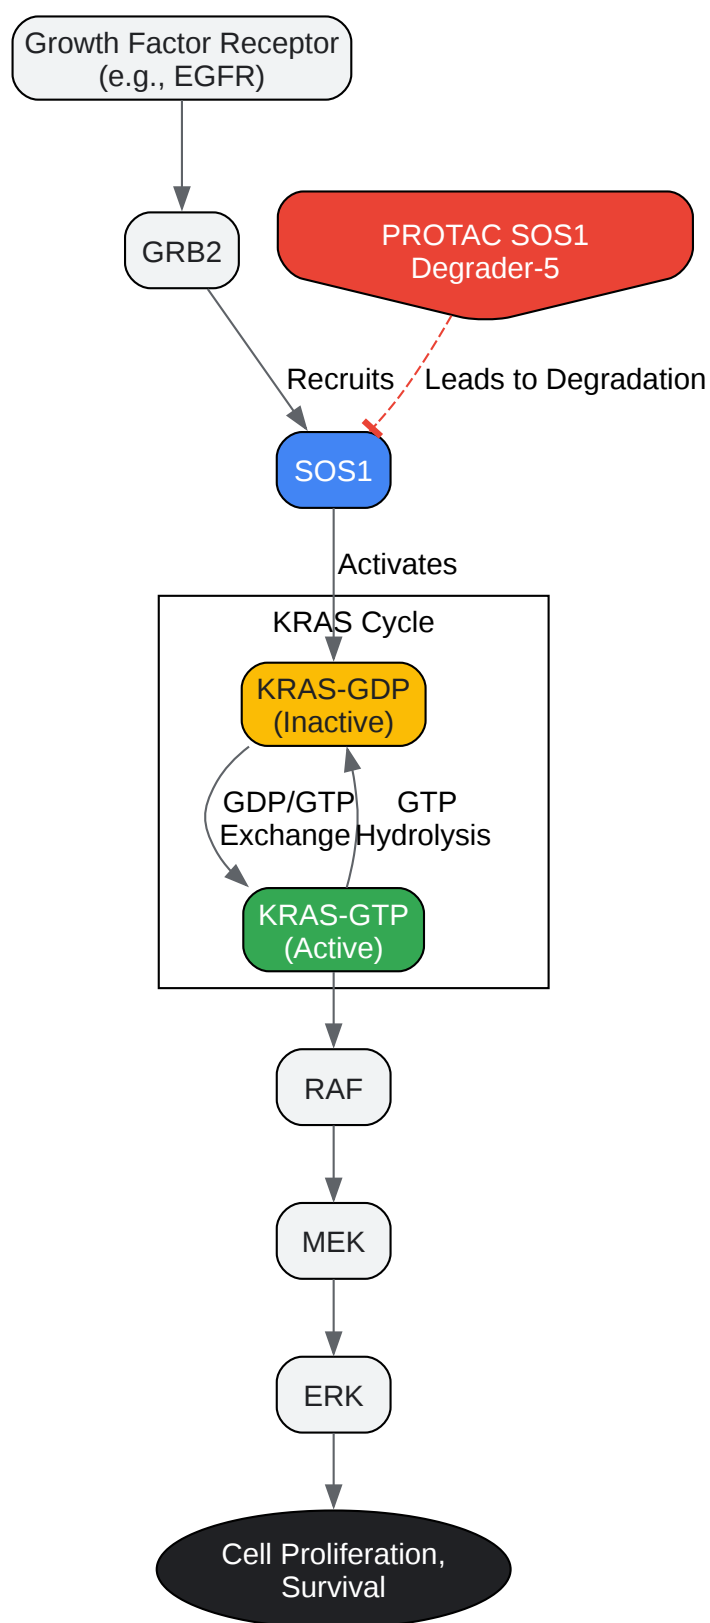 Growth Factor Receptor
(e.g., EGFR)
GRB2
PROTAC SOS1
Degrader-5
Recruits
Leads to Degradation
SOS1
Activates
KRAS Cycle
KRAS-GDP
(Inactive)
GDP/GTP
Exchange
GTP
Hydrolysis
KRAS-GTP
(Active)
RAF
MEK
ERK
Cell Proliferation,
Survival